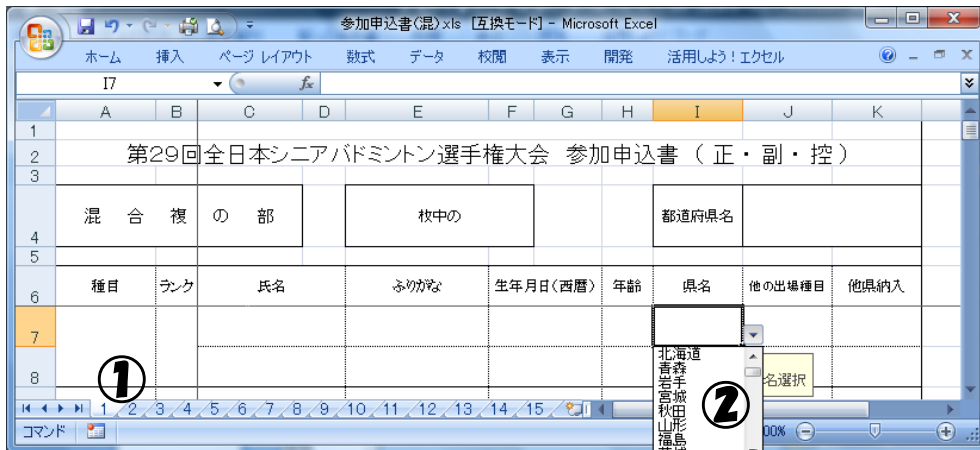 参加申込書(混).xls [互換モード] - Microsoft Excel
ホーム 挿入 ページ レイアウト 数式 データ 校閲 表示 開発 活用しよう!エクセル
I7 fx
A B C D E F G H I J K
1
2 第29回全日本シニアバドミントン選手権大会 参加申込書 ( 正・副・控 )
3
4 混 合 複 の 部 枚中の 都道府県名
5
6 種目 ランク 氏名 ふりがな 生年月日(西暦) 年齢 県名 他の出場種目 他県納入
7
北海道
8 ① 青森 名選択
岩手
宮城 ②
1 2 3 4 5 6 7 8 9 10 11 12 13 14 15 秋田
山形
コマンド 福島 00%